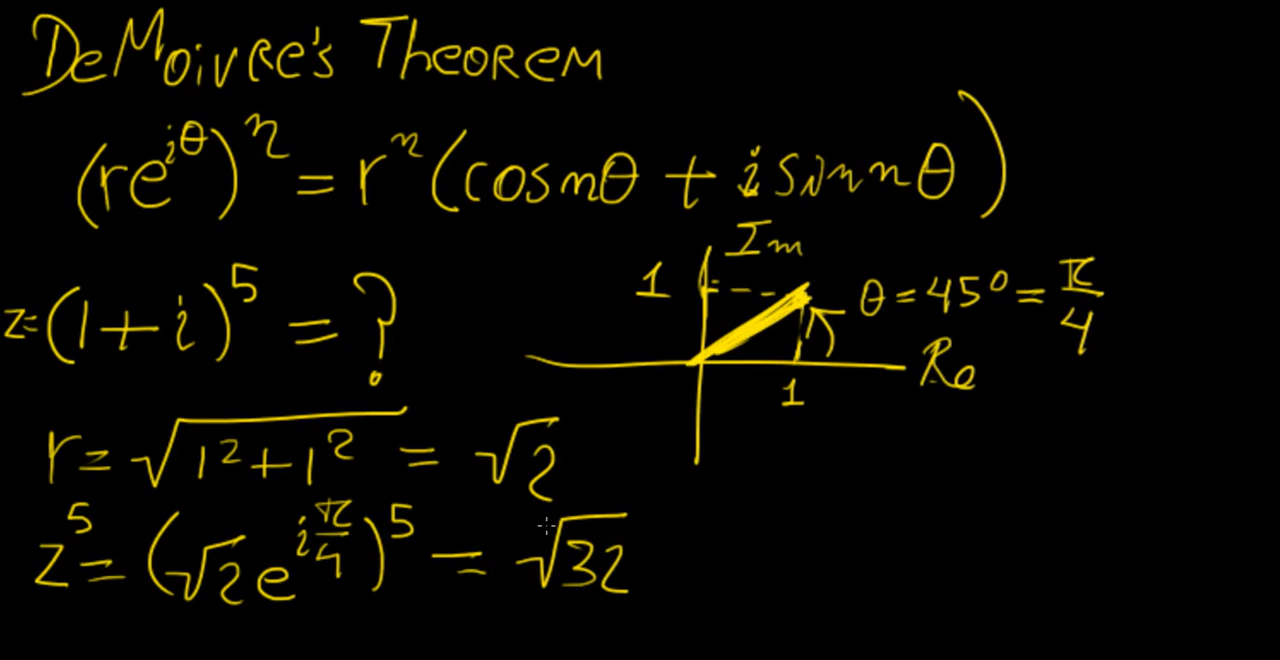 DeMoivre's Theorem
(re^{iθ})^n = r^n (cos nθ + i sin nθ)
Im
1
θ = 45° = π/4
z = (1 + i)^5 = ?
Re
1
r = √(1² + 1²) = √2
z^5 = (√2 e^{i π/4})^5 = √32